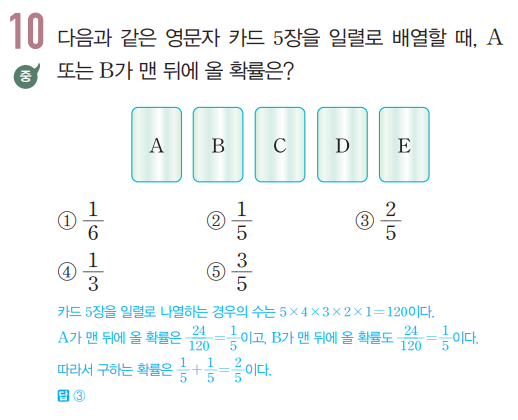 10
중
다음과 같은 영문자 카드 5장을 일렬로 배열할 때, A
또는 B가 맨 뒤에 올 확률은?
A B C D E
① 1/6 ② 1/5 ③ 2/5
④ 1/3 ⑤ 3/5
카드 5장을 일렬로 나열하는 경우의 수는 5×4×3×2×1=120이다.
A가 맨 뒤에 올 확률은 24/120=1/5이고, B가 맨 뒤에 올 확률도 24/120=1/5이다.
따라서 구하는 확률은 1/5+1/5=2/5이다.
답 ③